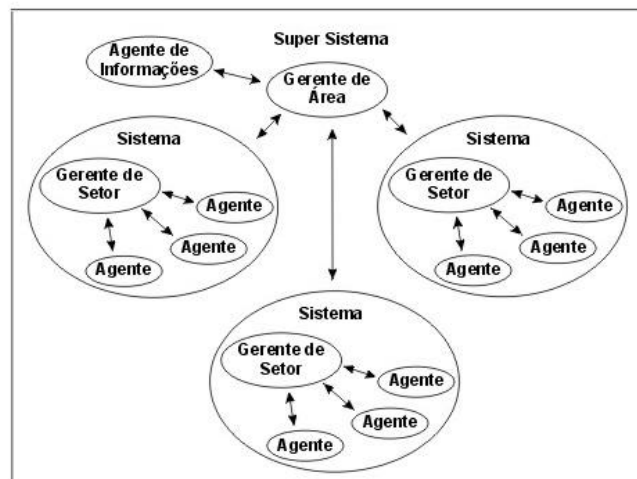 Super Sistema
Agente de
Informações
Gerente de
Área
Sistema
Gerente de
Setor
Agente
Agente
Agente
Sistema
Gerente de
Setor
Agente
Agente
Agente
Sistema
Gerente de
Setor
Agente
Agente
Agente